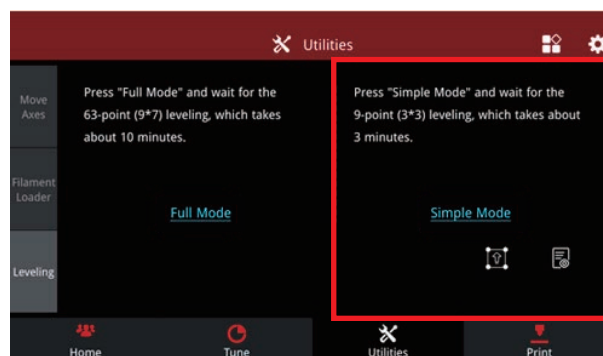 Utilities
Move
Axes
Filament
Loader
Leveling
Press "Full Mode" and wait for the
63-point (9*7) leveling, which takes
about 10 minutes.
Full Mode
Press "Simple Mode" and wait for the
9-point (3*3) leveling, which takes about
3 minutes.
Simple Mode
Home
Tune
Utilities
Print